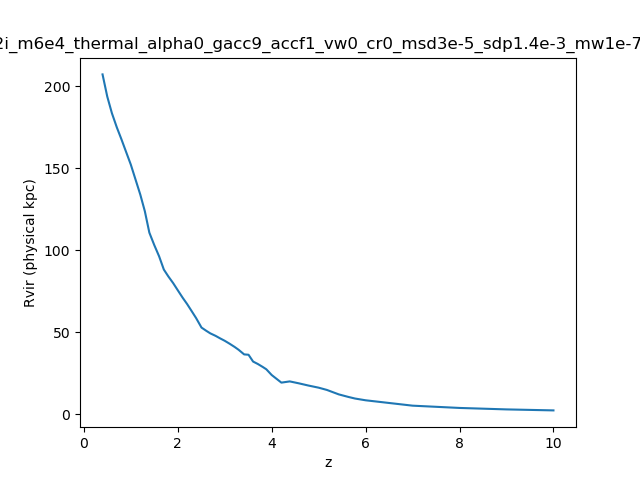 2i_m6e4_thermal_alpha0_gacc9_accf1_vw0_cr0_msd3e-5_sdp1.4e-3_mw1e-7
200
150
100
50
0
Rvir (physical kpc)
0 2 4 6 8 10
z